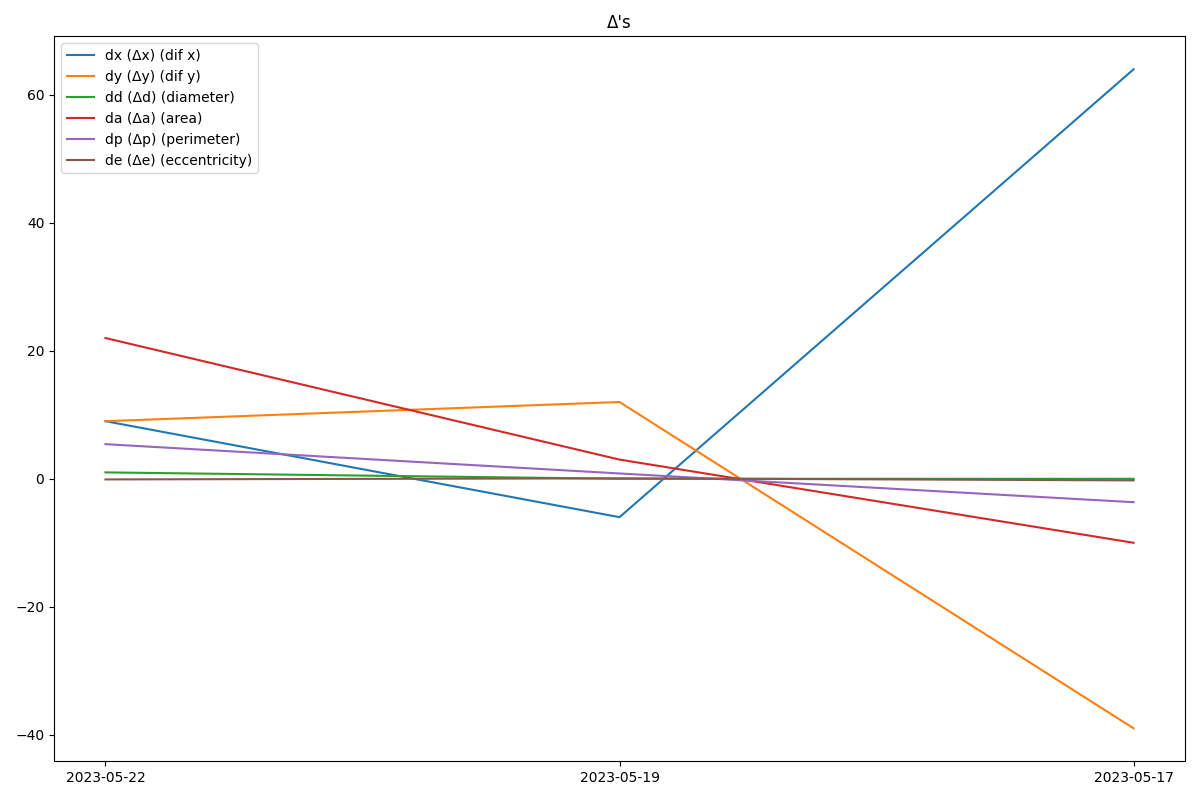 Δ's
dx (Δx) (dif x)
dy (Δy) (dif y)
dd (Δd) (diameter)
da (Δa) (area)
dp (Δp) (perimeter)
de (Δe) (eccentricity)
60
40
20
0
−20
−40
2023-05-22
2023-05-19
2023-05-17